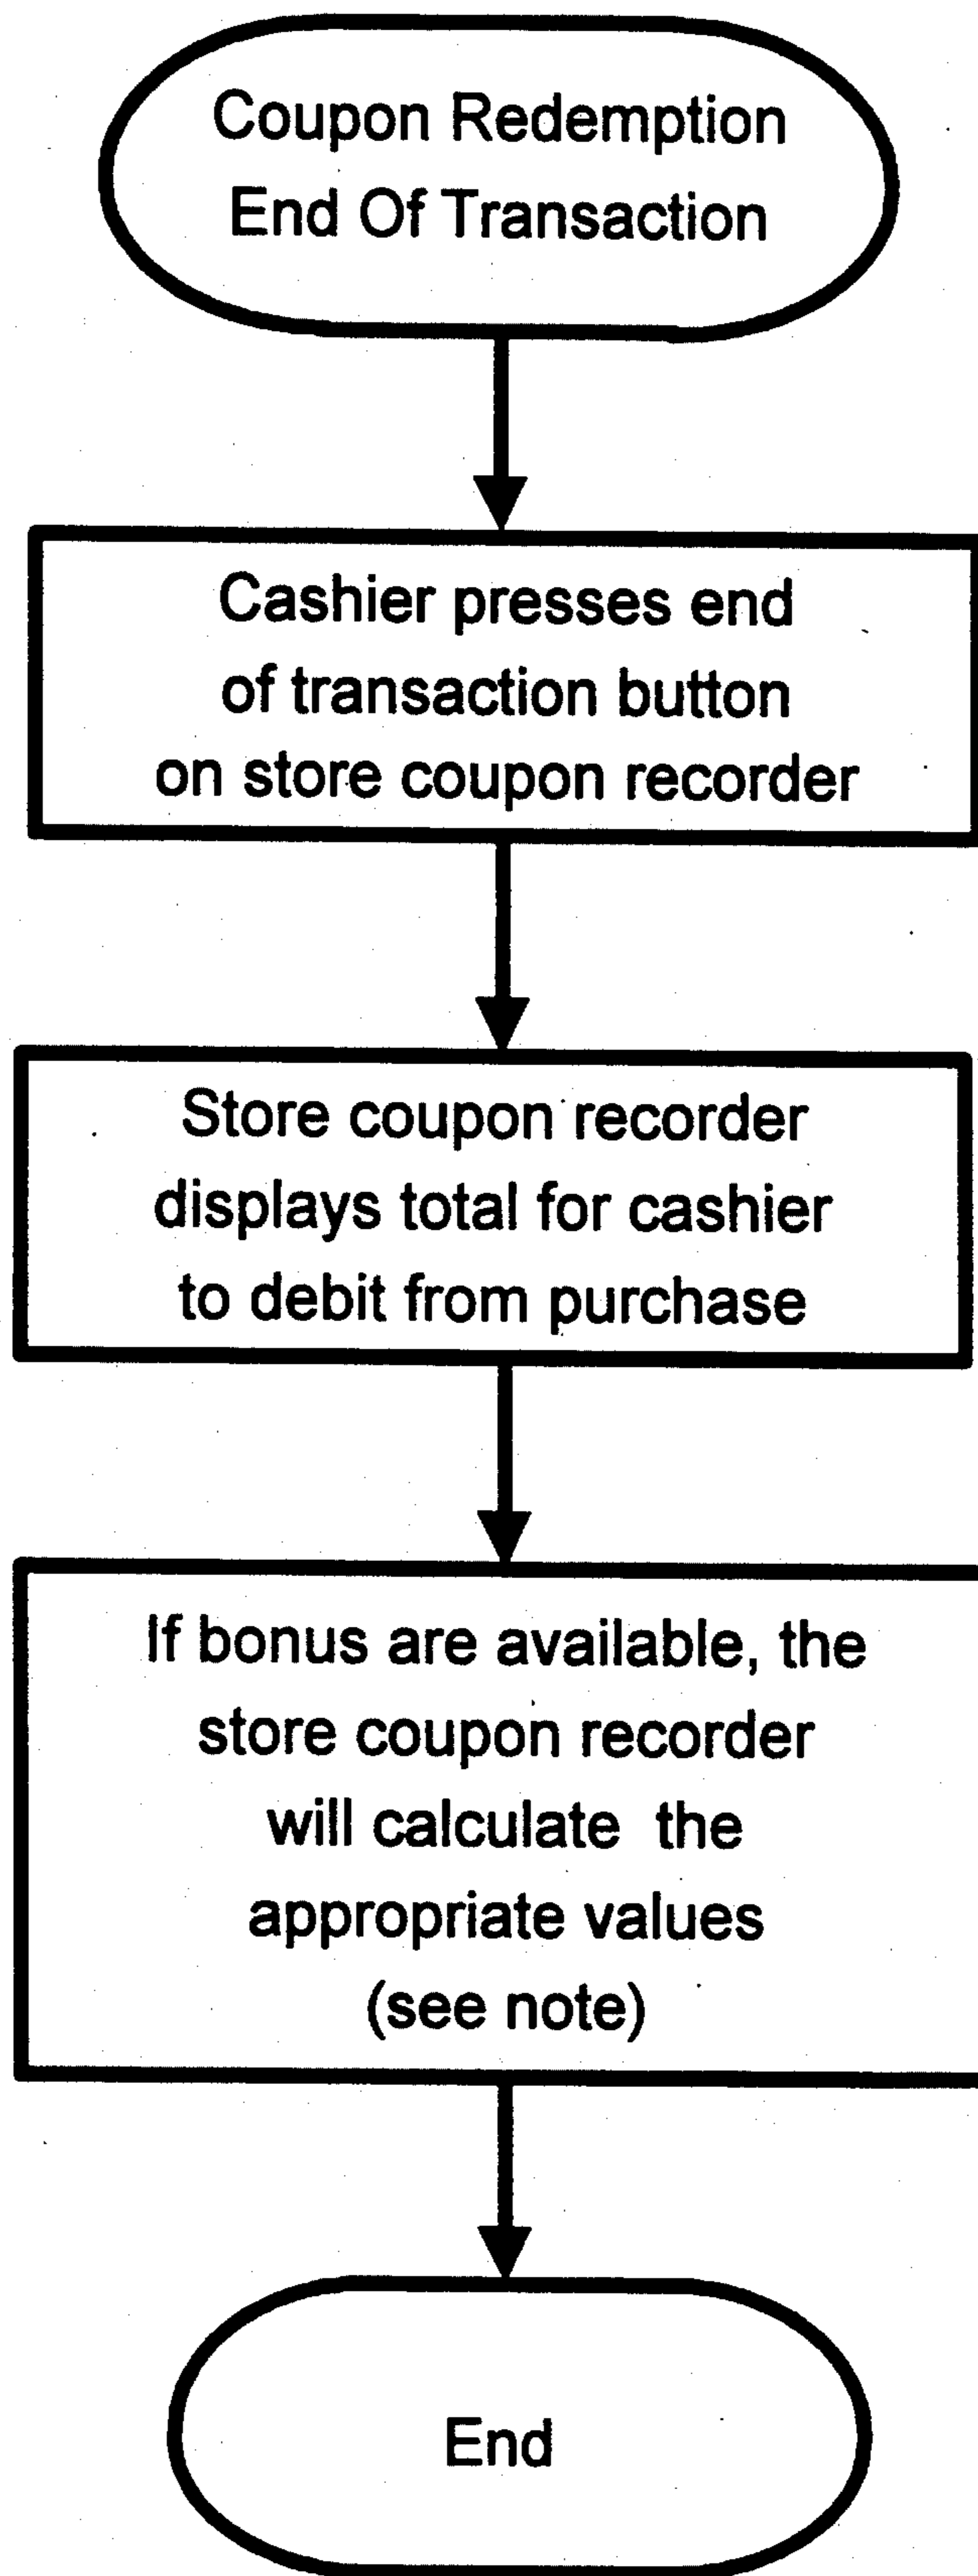 Coupon Redemption
End Of Transaction
Cashier presses end
of transaction button
on store coupon recorder
Store coupon recorder
displays total for cashier
to debit from purchase
If bonus are available, the
store coupon recorder
will calculate  the
appropriate values
(see note)
End